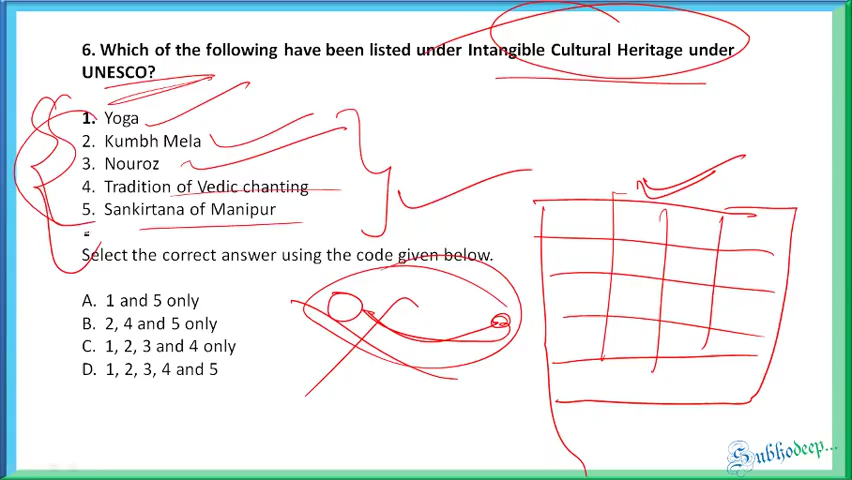 6. Which of the following have been listed under Intangible Cultural Heritage under
UNESCO?
1. Yoga
2. Kumbh Mela
3. Nouroz
4. Tradition of Vedic chanting
5. Sankirtana of Manipur
Select the correct answer using the code given below.
A. 1 and 5 only
B. 2, 4 and 5 only
C. 1, 2, 3 and 4 only
D. 1, 2, 3, 4 and 5
Subhodeep...